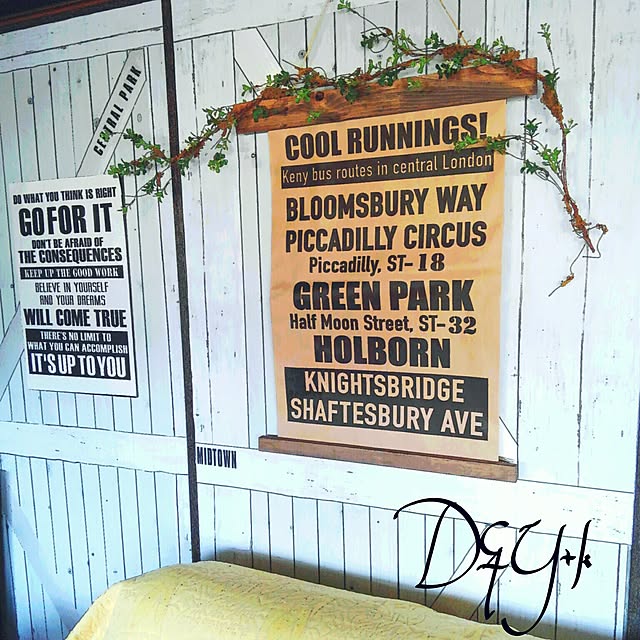 CENTRAL PARK
DO WHAT YOU THINK IS RIGHT
GO FOR IT
DON'T BE AFRAID OF
THE CONSEQUENCES
KEEP UP THE GOOD WORK
BELIEVE IN YOURSELF
AND YOUR DREAMS
WILL COME TRUE
THERE'S NO LIMIT TO
WHAT YOU CAN ACCOMPLISH
IT'S UP TO YOU
COOL RUNNINGS!
Keny bus routes in central London
BLOOMSBURY WAY
PICCADILLY CIRCUS
Piccadilly, ST-18
GREEN PARK
Half Moon Street, ST-32
HOLBORN
KNIGHTSBRIDGE
SHAFTESBURY AVE
MIDTOWN